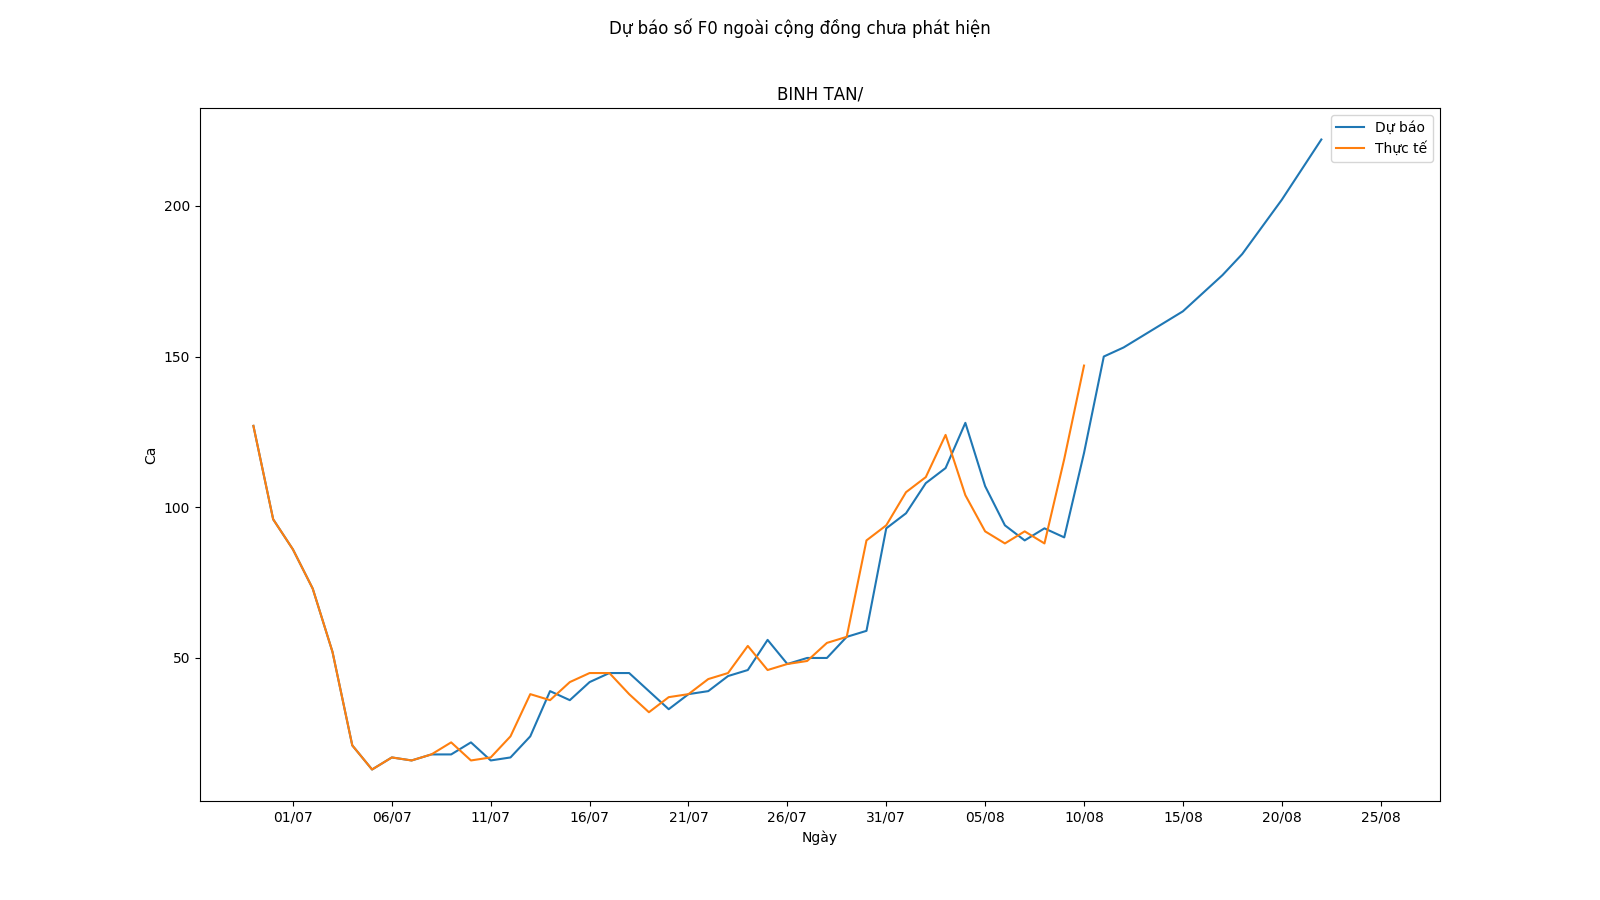 Dự báo số F0 ngoài cộng đồng chưa phát hiện
BINH TAN/
Dự báo
Thực tế
200
150
100
50
Ca
01/07 06/07 11/07 16/07 21/07 26/07 31/07 05/08 10/08 15/08 20/08 25/08
Ngày